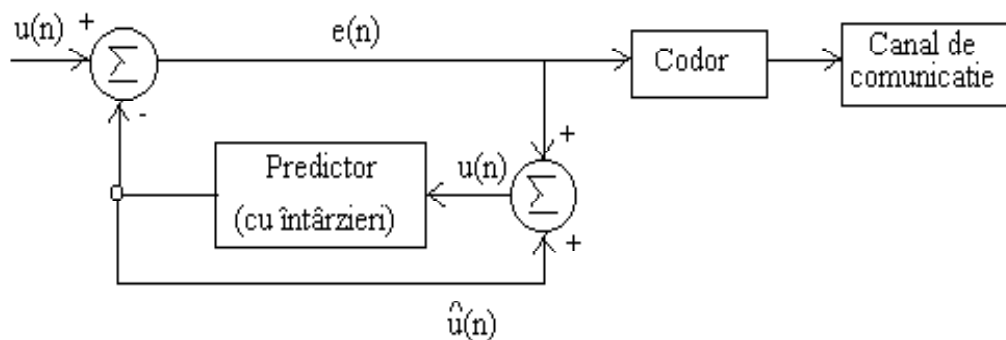 u(n)
+
Σ
-
e(n)
Codor
Canal de
comunicatie
+
Predictor
(cu întârzieri)
u(n)
Σ
+
û(n)